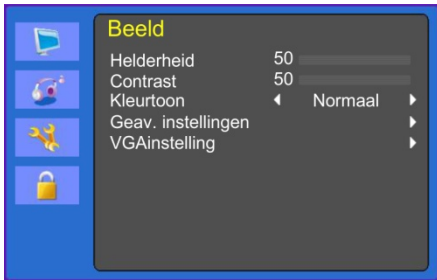 Beeld
Helderheid 50
Contrast 50
Kleurtoon Normaal
Geav. instellingen
VGAinstelling